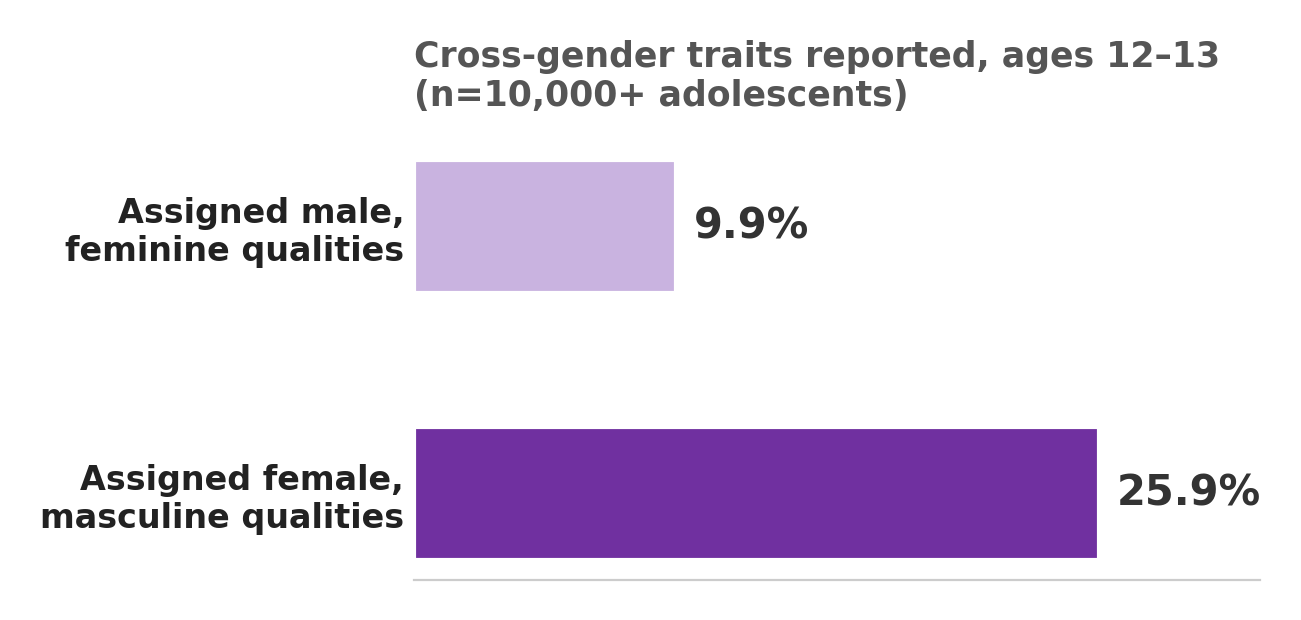 Cross-gender traits reported, ages 12–13
(n=10,000+ adolescents)
Assigned male,
feminine qualities
9.9%
Assigned female,
masculine qualities
25.9%